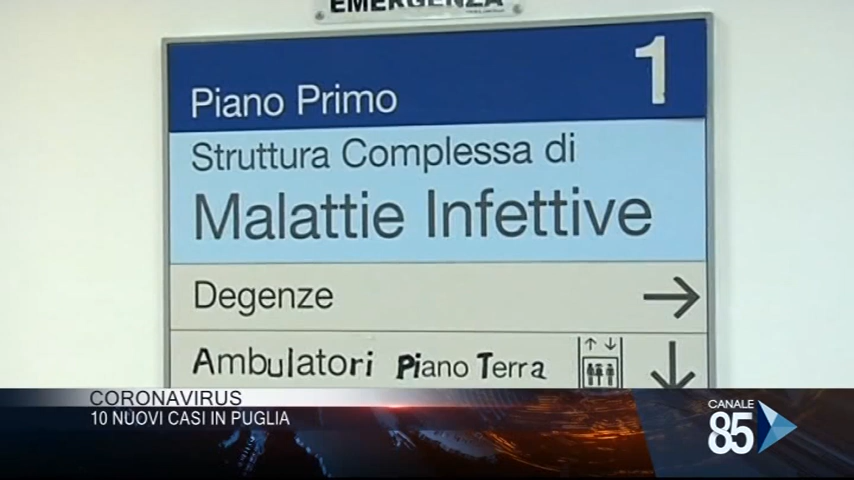 EMERGENZA
Piano Primo 1
Struttura Complessa di
Malattie Infettive
Degenze
Ambulatori Piano Terra
CORONAVIRUS
10 NUOVI CASI IN PUGLIA
CANALE
85